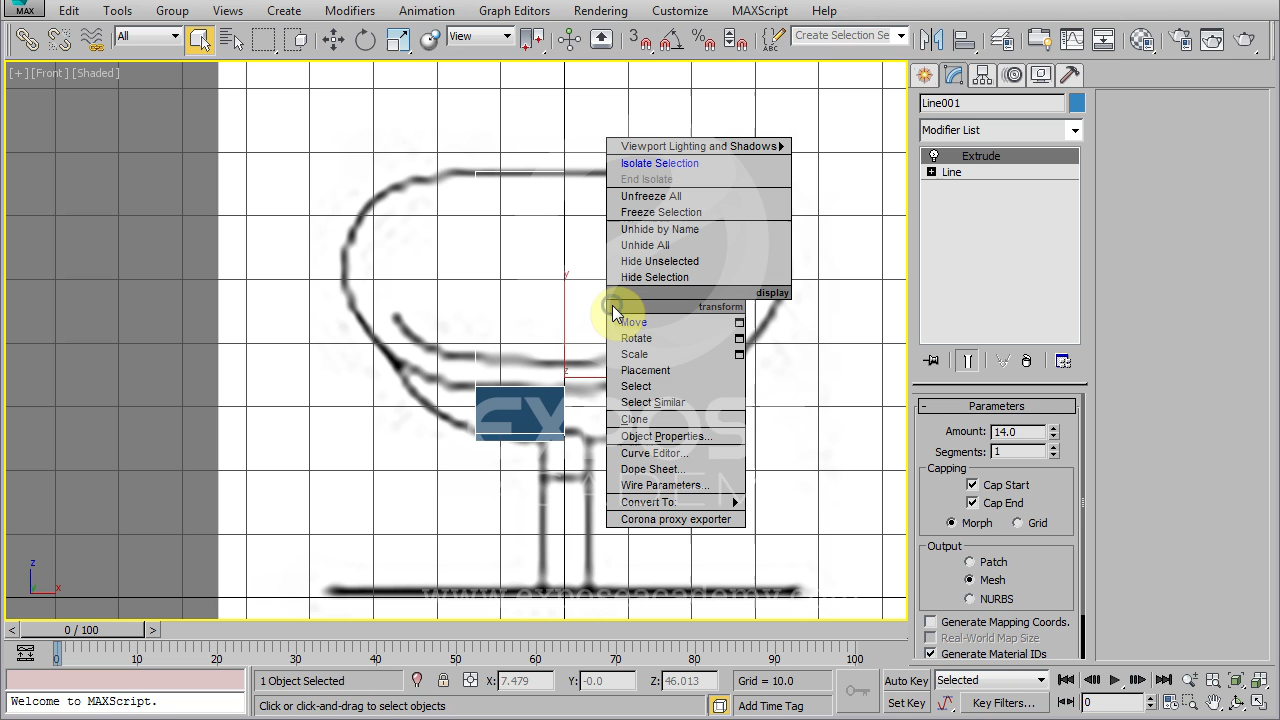 MAX
Edit Tools Group Views Create Modifiers Animation Graph Editors Rendering Customize MAXScript Help
All
View
3
Create Selection Se
[+][Front][Shaded]
Line001
Modifier List
Extrude
Line
Viewport Lighting and Shadows
Isolate Selection
End Isolate
Unfreeze All
Freeze Selection
Unhide by Name
Unhide All
Hide Unselected
Hide Selection
display
transform
Move
Rotate
Scale
Placement
Select
Select Similar
Clone
Object Properties...
Curve Editor...
Dope Sheet...
Wire Parameters...
Convert To:
Corona proxy exporter
y
z
z
x
Parameters
Amount: 14.0
Segments: 1
Capping
Cap Start
Cap End
Morph Grid
Output
Patch
Mesh
NURBS
Generate Mapping Coords.
Real-World Map Size
Generate Material IDs
0 / 100
0 10 20 30 40 50 60 70 80 90 100
1 Object Selected X: 7.479 Y: -0.0 Z: 46.013 Grid = 10.0 Auto Key Selected
Welcome to MAXScript. Click or click-and-drag to select objects Add Time Tag Set Key Key Filters... 0